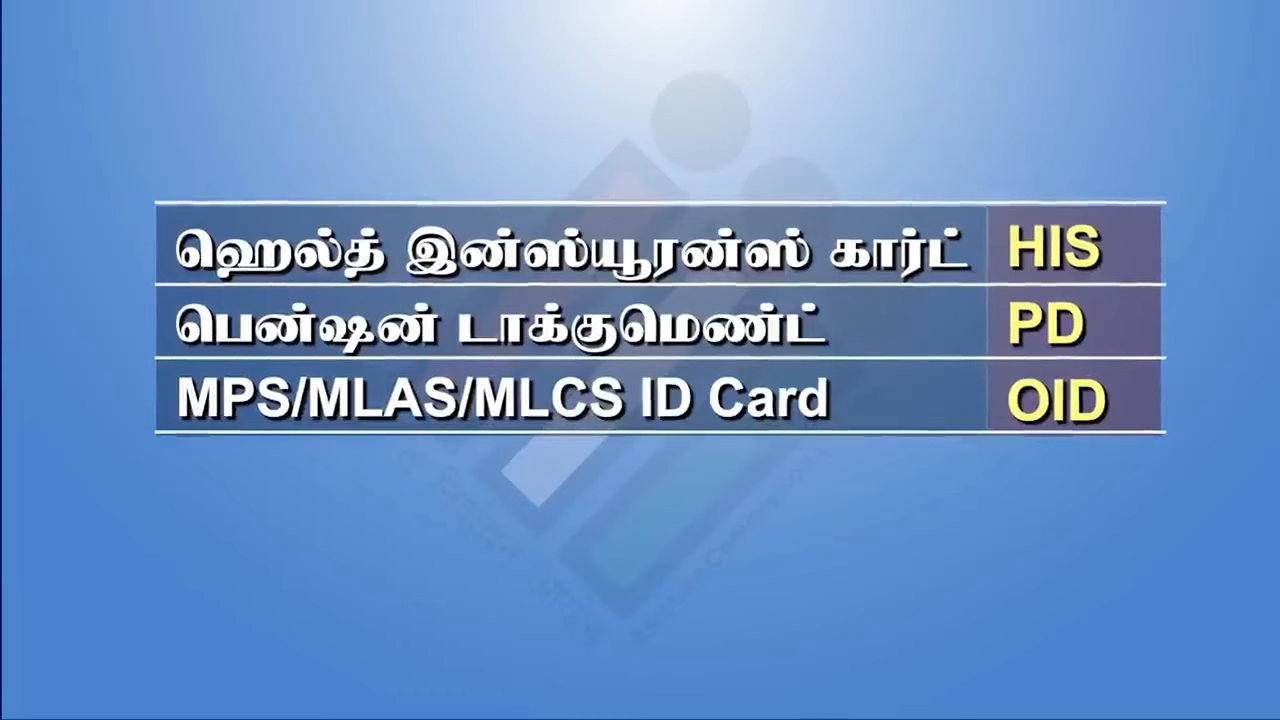 ஹெல்த் இன்ஸ்யூரன்ஸ் கார்ட் HIS
பென்ஷன் டாக்குமெண்ட் PD
MPS/MLAS/MLCS ID Card OID